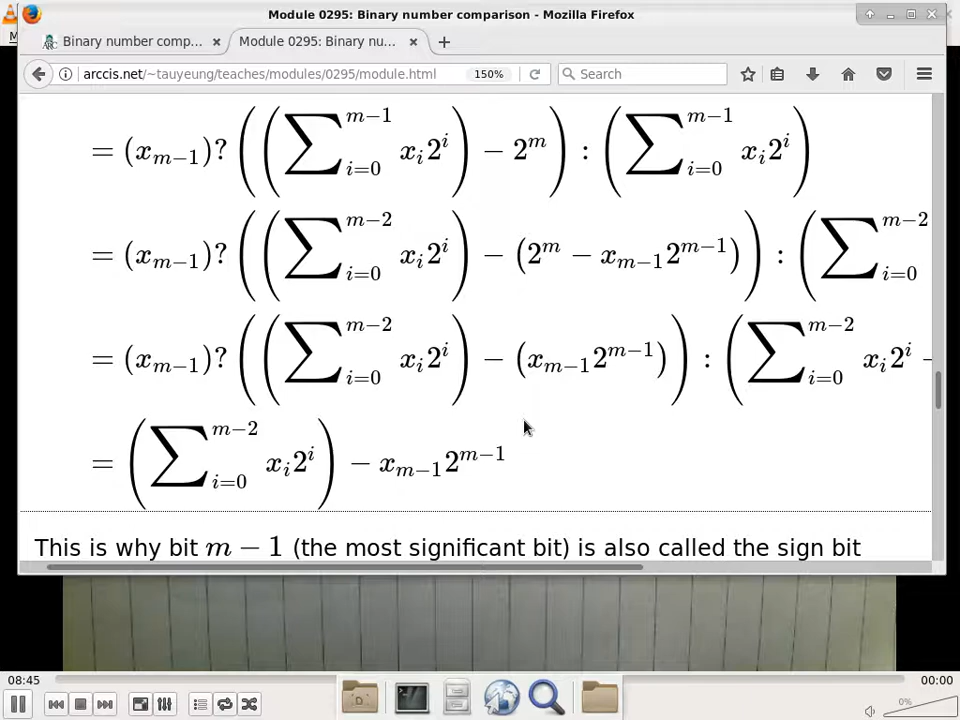 Module 0295: Binary number comparison - Mozilla Firefox
Binary number comp... × Module 0295: Binary nu... × +
arccis.net/~tauyeung/teaches/modules/0295/module.html 150% Search
= (x_{m−1})? ((∑_{i=0}^{m−1} x_i 2^i) − 2^m) : (∑_{i=0}^{m−1} x_i 2^i)
= (x_{m−1})? ((∑_{i=0}^{m−2} x_i 2^i) − (2^m − x_{m−1} 2^{m−1})) : (∑_{i=0}^{m−2}
= (x_{m−1})? ((∑_{i=0}^{m−2} x_i 2^i) − (x_{m−1} 2^{m−1})) : (∑_{i=0}^{m−2} x_i 2^i −
= (∑_{i=0}^{m−2} x_i 2^i) − x_{m−1} 2^{m−1}
This is why bit m − 1 (the most significant bit) is also called the sign bit
08:45 00:00
0%